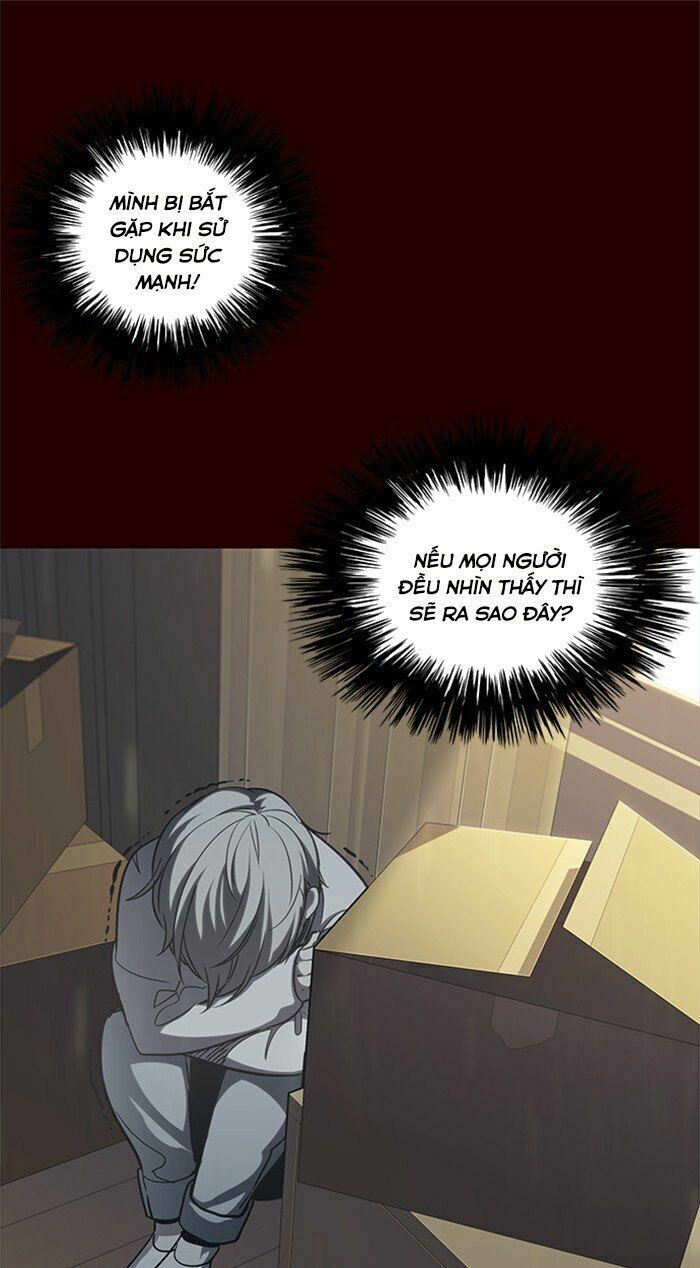 MÌNH BỊ BẮT
GẶP KHI SỬ
DỤNG SỨC
MẠNH!
NẾU MỌI NGƯỜI
ĐỀU NHÌN THẤY THÌ
SẼ RA SAO ĐÂY?